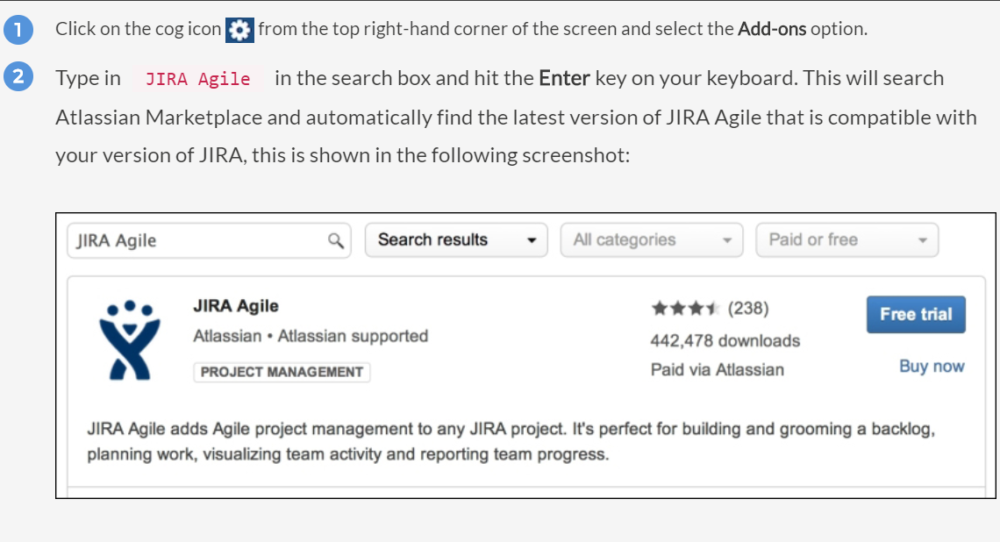 1 Click on the cog icon from the top right-hand corner of the screen and select the Add-ons option.
2 Type in JIRA Agile in the search box and hit the Enter key on your keyboard. This will search
Atlassian Marketplace and automatically find the latest version of JIRA Agile that is compatible with
your version of JIRA, this is shown in the following screenshot:
JIRA Agile Search results All categories Paid or free
JIRA Agile (238) Free trial
Atlassian • Atlassian supported 442,478 downloads
PROJECT MANAGEMENT Paid via Atlassian Buy now
JIRA Agile adds Agile project management to any JIRA project. It's perfect for building and grooming a backlog,
planning work, visualizing team activity and reporting team progress.